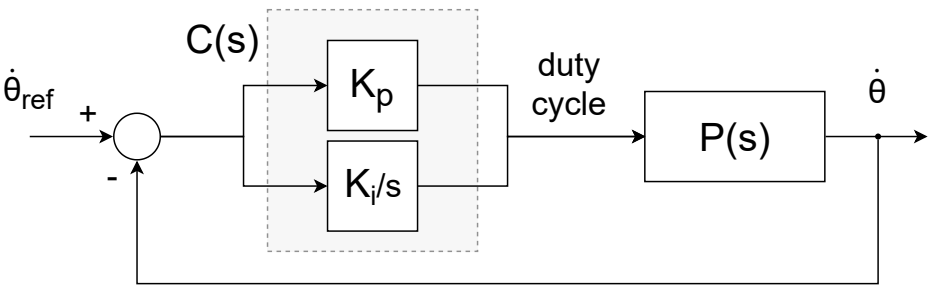 C(s)
θ̇ref
+
-
Kp
Ki/s
duty
cycle
P(s)
θ̇